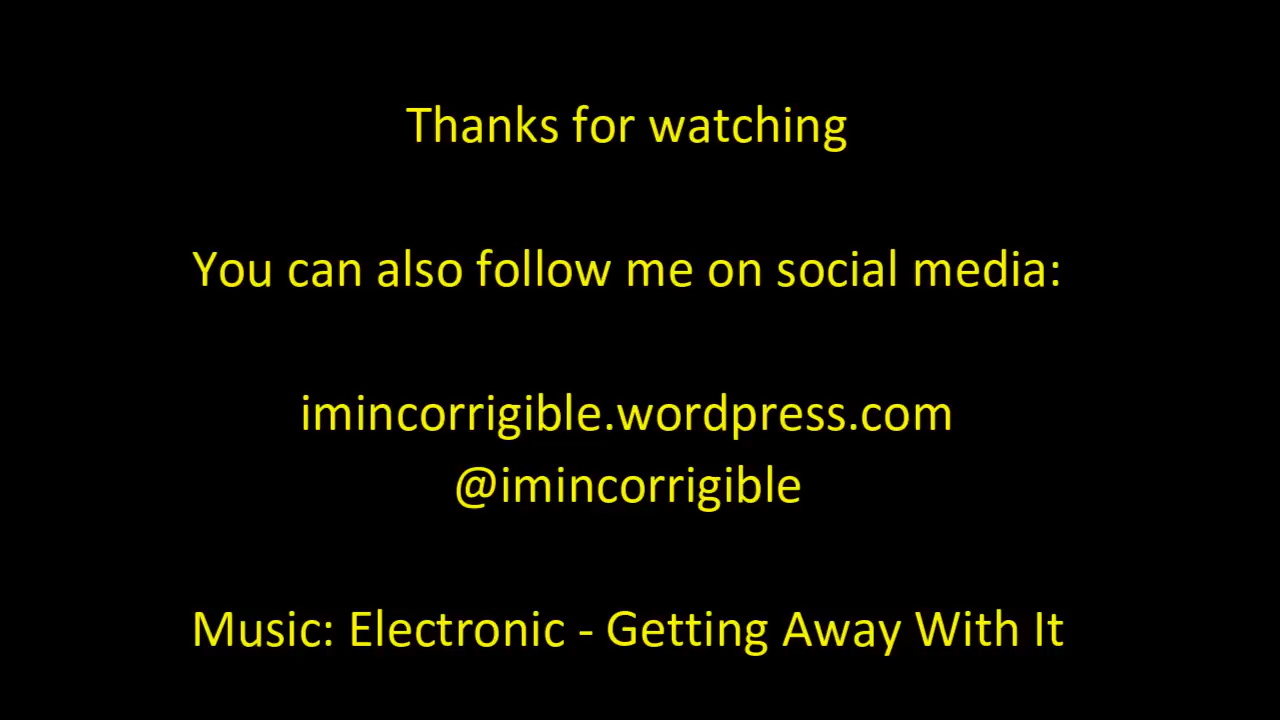 Thanks for watching
You can also follow me on social media:
imincorrigible.wordpress.com
@imincorrigible
Music: Electronic - Getting Away With It